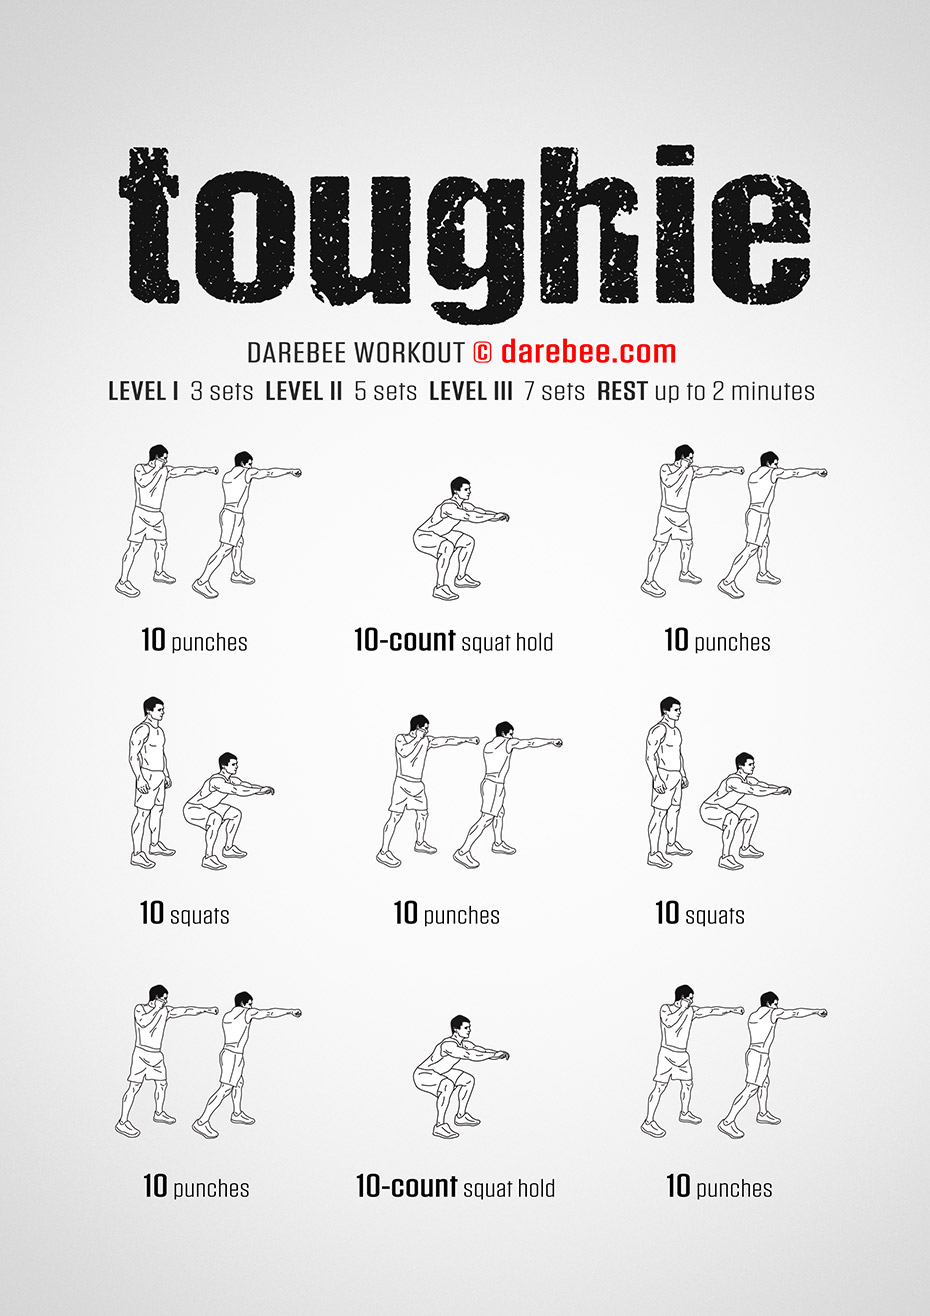 toughie
DAREBEE WORKOUT © darebee.com
LEVEL I 3 sets LEVEL II 5 sets LEVEL III 7 sets REST up to 2 minutes
10 punches
10-count squat hold
10 punches
10 squats
10 punches
10 squats
10 punches
10-count squat hold
10 punches